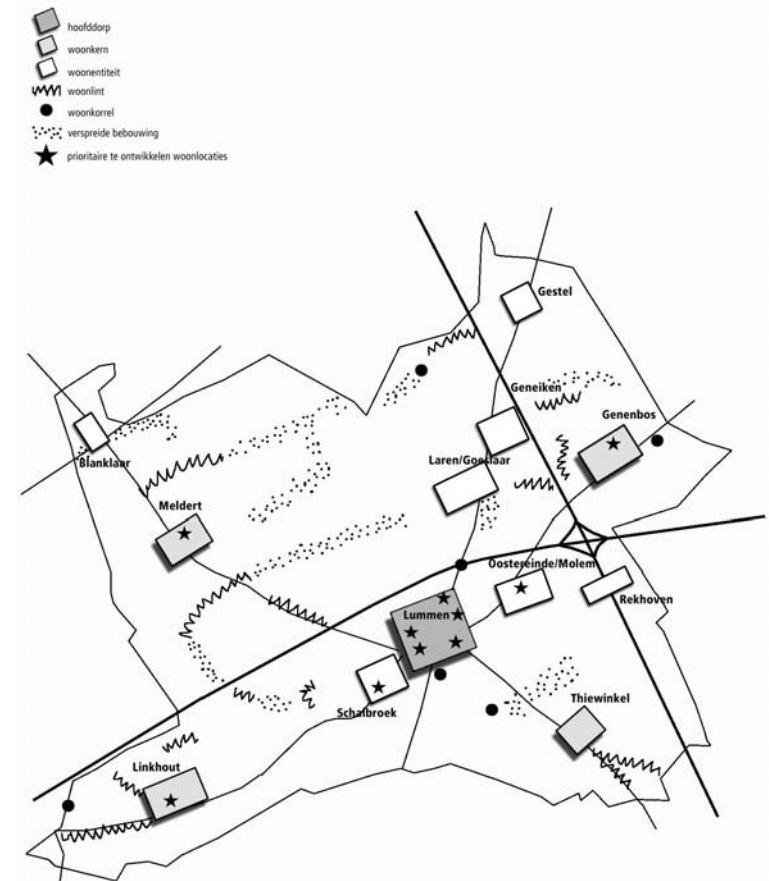 hoofddorp
woonkern
woonentiteit
woonlint
woonkorrel
verspreide bebouwing
prioritaire te ontwikkelen woonlocaties
Gestel
Geneiken
Genenbos
Laren/Goeslaar
Blanklaar
Meldert
Oostereinde/Molem
Rekhoven
Lummen
Schalbroek
Thiewinkel
Linkhout